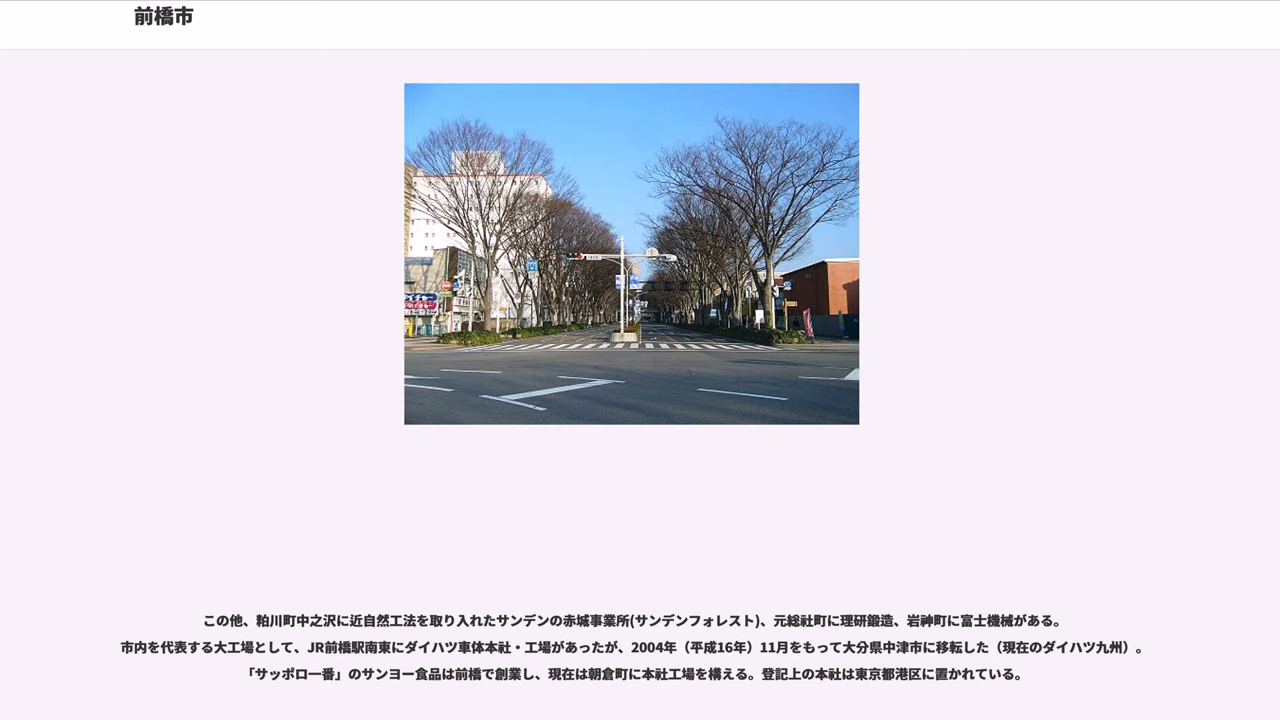 前橋市
この他、粕川町中之沢に近自然工法を取り入れたサンデンの赤城事業所(サンデンフォレスト)、元総社町に理研鍛造、岩神町に富士機械がある。
市内を代表する大工場として、JR前橋駅南東にダイハツ車体本社・工場があったが、2004年（平成16年）11月をもって大分県中津市に移転した（現在のダイハツ九州）。
「サッポロ一番」のサンヨー食品は前橋で創業し、現在は朝倉町に本社工場を構える。登記上の本社は東京都港区に置かれている。